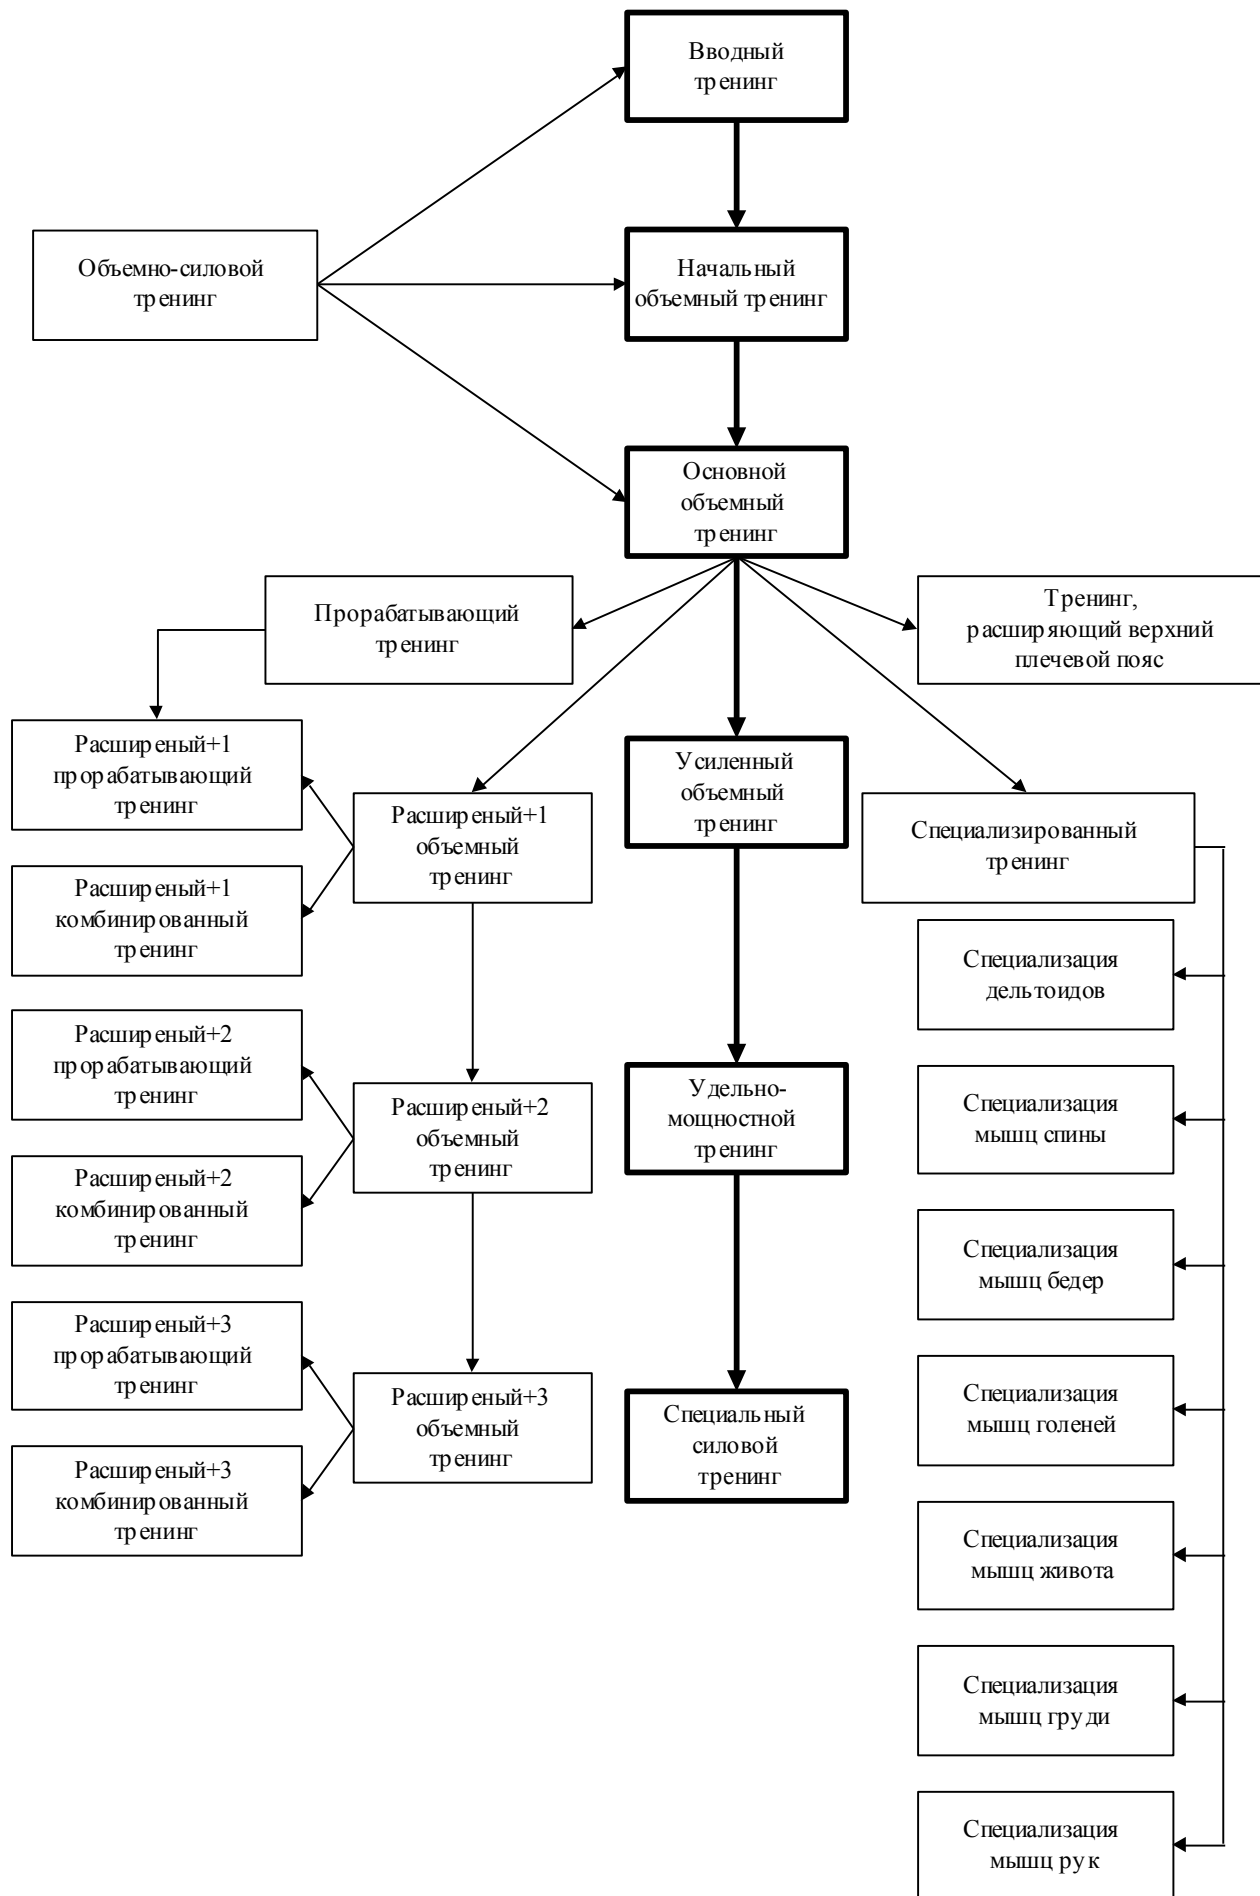 Вводный
тренинг
Объемно-силовой
тренинг
Начальный
объемный тренинг
Основной
объемный
тренинг
Прорабатывающий
тренинг
Тренинг,
расширяющий верхний
плечевой пояс
Расширеный+1
прорабатывающий
тренинг
Расширеный+1
объемный
тренинг
Усиленный
объемный
тренинг
Специализированный
тренинг
Расширеный+1
комбинированный
тренинг
Специализация
дельтоидов
Расширеный+2
прорабатывающий
тренинг
Расширеный+2
объемный
тренинг
Удельно-
мощностной
тренинг
Специализация
мышц спины
Расширеный+2
комбинированный
тренинг
Специализация
мышц бедер
Расширеный+3
прорабатывающий
тренинг
Расширеный+3
объемный
тренинг
Специальный
силовой
тренинг
Специализация
мышц голеней
Расширеный+3
комбинированный
тренинг
Специализация
мышц живота
Специализация
мышц груди
Специализация
мышц рук